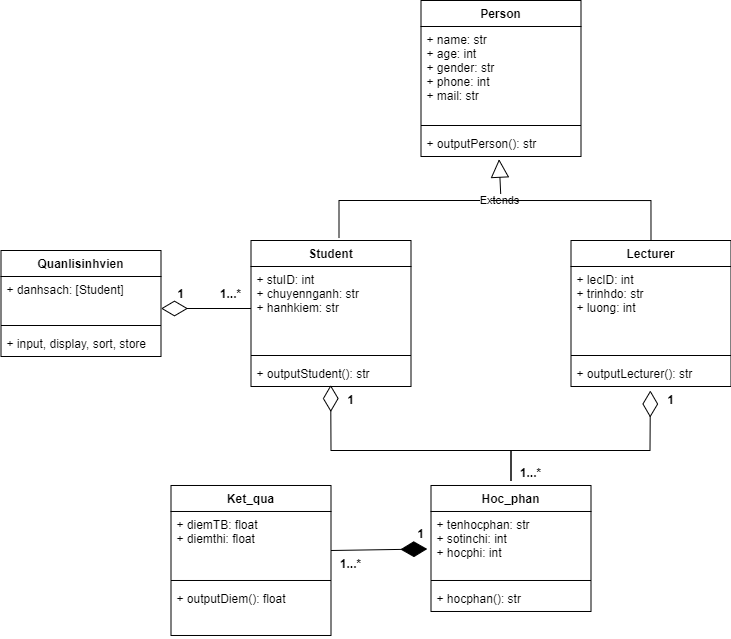 Person
+ name: str
+ age: int
+ gender: str
+ phone: int
+ mail: str
+ outputPerson(): str
Extends
Quanlisinhvien
+ danhsach: [Student]
+ input, display, sort, store
1
1...*
Student
+ stuID: int
+ chuyennganh: str
+ hanhkiem: str
+ outputStudent(): str
1
Lecturer
+ lecID: int
+ trinhdo: str
+ luong: int
+ outputLecturer(): str
1
1...*
Ket_qua
+ diemTB: float
+ diemthi: float
+ outputDiem(): float
1...*
1
Hoc_phan
+ tenhocphan: str
+ sotinchi: int
+ hocphi: int
+ hocphan(): str